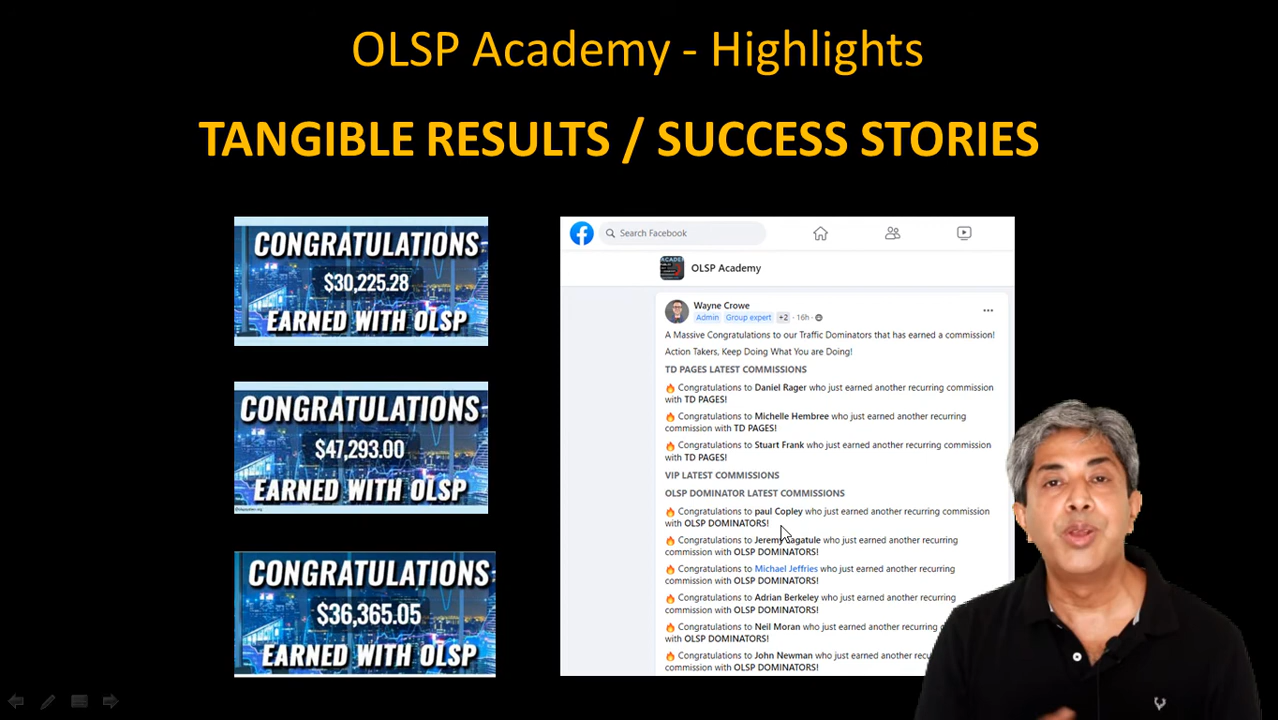 OLSP Academy - Highlights
TANGIBLE RESULTS / SUCCESS STORIES
CONGRATULATIONS
$30,225.28
EARNED WITH OLSP
CONGRATULATIONS
$47,293.00
EARNED WITH OLSP
CONGRATULATIONS
$36,365.05
EARNED WITH OLSP
Search Facebook
OLSP Academy
Wayne Crowe
Admin Group expert +2 · 16h ·
A Massive Congratulations to our Traffic Dominators that has earned a commission!
Action Takers, Keep Doing What You are Doing!
TD PAGES LATEST COMMISSIONS
🔥 Congratulations to Daniel Rager who just earned another recurring commission
with TD PAGES!
🔥 Congratulations to Michelle Hembree who just earned another recurring
commission with TD PAGES!
🔥 Congratulations to Stuart Frank who just earned another recurring commission
with TD PAGES!
VIP LATEST COMMISSIONS
OLSP DOMINATOR LATEST COMMISSIONS
🔥 Congratulations to paul Copley who just earned another recurring commission
with OLSP DOMINATORS!
🔥 Congratulations to Jeremy who just earned another recurring
commission with OLSP DOMINATORS!
🔥 Congratulations to Michael Jeffries who just earned another recurring
commission with OLSP DOMINATORS!
🔥 Congratulations to Adrian Berkeley who just earned another recurring
commission with OLSP DOMINATORS!
🔥 Congratulations to Neil Moran who just earned another recurring
with OLSP DOMINATORS!
🔥 Congratulations to John Newman who just earned another
commission with OLSP DOMINATORS!